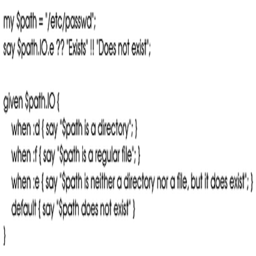 my $path = "/etc/passwd";
say $path.IO.e ?? "Exists" !! "Does not exist";
given $path.IO {
when :d { say "$path is a directory"; }
when :f { say "$path is a regular file"; }
when :e { say "$path is neither a directory nor a file, but it does exist"; }
default { say "$path does not exist" }
}